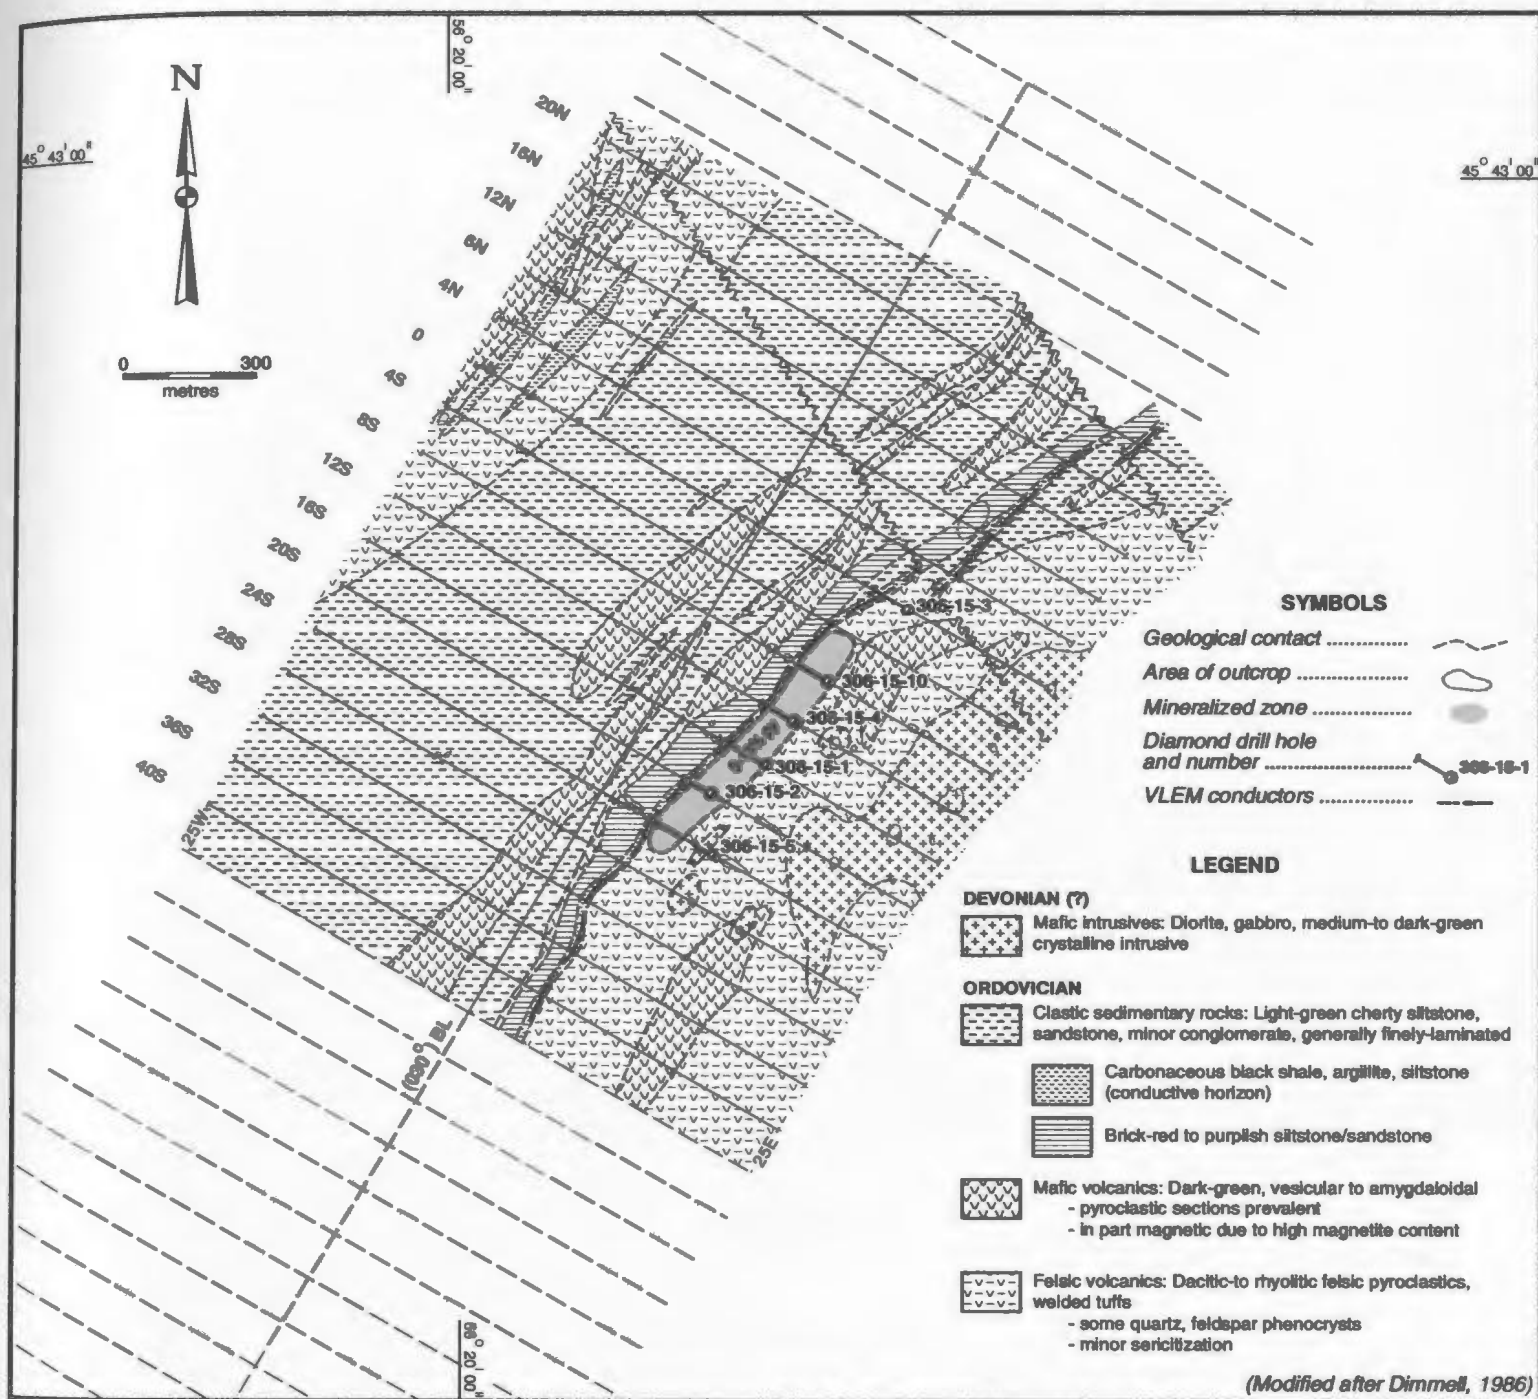 56° 20' 00"
N
45° 43' 00"
45° 43' 00"
20N
16N
12N
8N
4N
0
4S
8S
12S
16S
20S
24S
28S
32S
36S
40S
0 300
metres
306-15-3
306-15-10
306-15-4
306-15-1
306-15-2
306-15-5
25W
25E
(030°) BL
SYMBOLS
Geological contact ..............
Area of outcrop ..............
Mineralized zone ..............
Diamond drill hole
and number ..............
306-15-1
VLEM conductors ..............
LEGEND
DEVONIAN (?)
Mafic intrusives: Diorite, gabbro, medium-to dark-green
crystalline intrusive
ORDOVICIAN
Clastic sedimentary rocks: Light-green cherty siltstone,
sandstone, minor conglomerate, generally finely-laminated
Carbonaceous black shale, argillite, siltstone
(conductive horizon)
Brick-red to purplish siltstone/sandstone
Mafic volcanics: Dark-green, vesicular to amygdaloidal
- pyroclastic sections prevalent
- in part magnetic due to high magnetite content
Felsic volcanics: Dacitic-to rhyolitic felsic pyroclastics,
welded tuffs
- some quartz, feldspar phenocrysts
- minor sericitization
56° 20' 00"
(Modified after Dimmell, 1986)